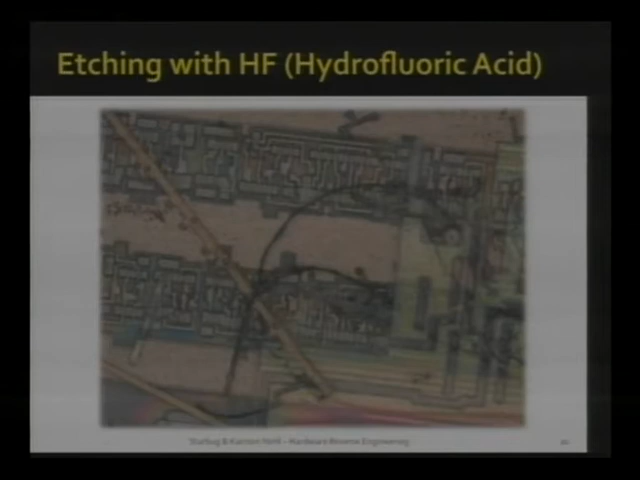 Etching with HF (Hydrofluoric Acid)
Starbug & Karsten Nohl – Hardware Reverse Engineering